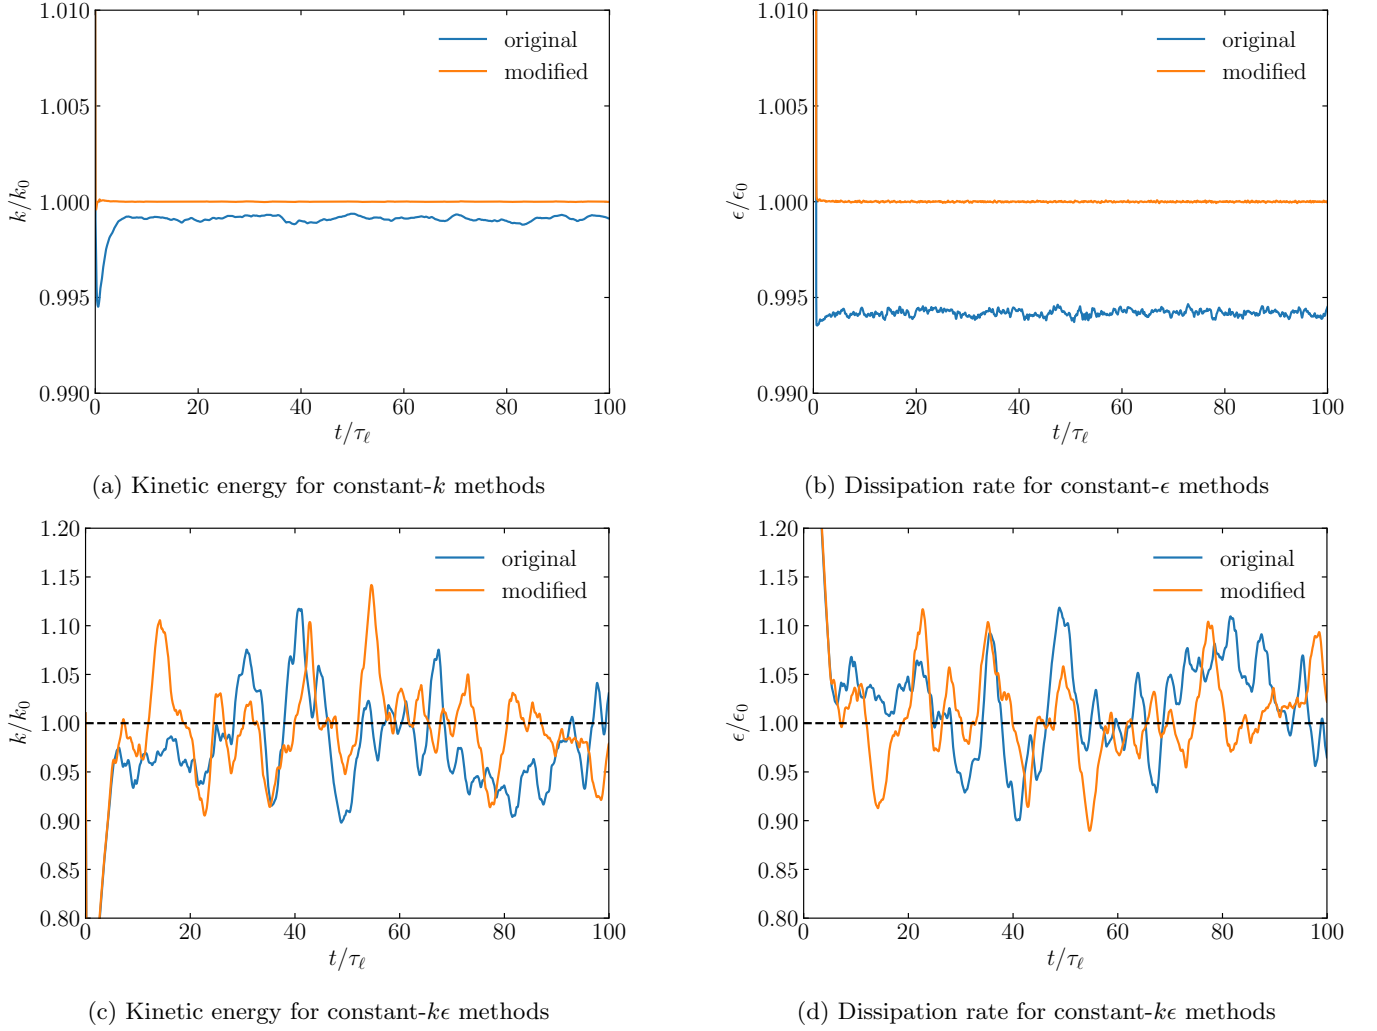 original
modified
1.010
1.005
1.000
0.995
0.990
k/k₀
0 20 40 60 80 100
t/τ_ℓ
(a) Kinetic energy for constant-k methods
original
modified
1.010
1.005
1.000
0.995
0.990
ϵ/ϵ₀
0 20 40 60 80 100
t/τ_ℓ
(b) Dissipation rate for constant-ϵ methods
original
modified
1.20
1.15
1.10
1.05
1.00
0.95
0.90
0.85
0.80
k/k₀
0 20 40 60 80 100
t/τ_ℓ
(c) Kinetic energy for constant-kϵ methods
original
modified
1.20
1.15
1.10
1.05
1.00
0.95
0.90
0.85
0.80
ϵ/ϵ₀
0 20 40 60 80 100
t/τ_ℓ
(d) Dissipation rate for constant-kϵ methods